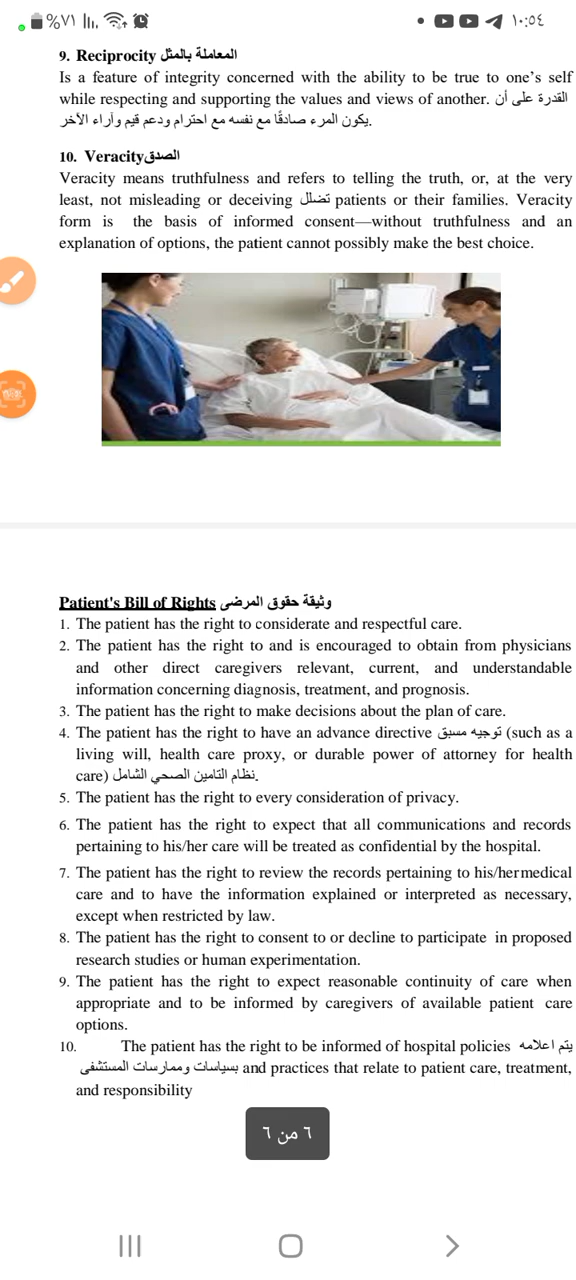 %٧١ ١٠:٥٤
9. Reciprocity المعاملة بالمثل
Is a feature of integrity concerned with the ability to be true to one’s self
while respecting and supporting the values and views of another. القدرة على أن
يكون المرء صادقًا مع نفسه مع احترام ودعم قيم وأراء الأخر.
10. Veracity الصدق
Veracity means truthfulness and refers to telling the truth, or, at the very
least, not misleading or deceiving تضلل patients or their families. Veracity
form is the basis of informed consent—without truthfulness and an
explanation of options, the patient cannot possibly make the best choice.
Patient's Bill of Rights وثيقة حقوق المرضى
1. The patient has the right to considerate and respectful care.
2. The patient has the right to and is encouraged to obtain from physicians
and other direct caregivers relevant, current, and understandable
information concerning diagnosis, treatment, and prognosis.
3. The patient has the right to make decisions about the plan of care.
4. The patient has the right to have an advance directive توجيه مسبق (such as a
living will, health care proxy, or durable power of attorney for health
care) نظام التامين الصحي الشامل.
5. The patient has the right to every consideration of privacy.
6. The patient has the right to expect that all communications and records
pertaining to his/her care will be treated as confidential by the hospital.
7. The patient has the right to review the records pertaining to his/her medical
care and to have the information explained or interpreted as necessary,
except when restricted by law.
8. The patient has the right to consent to or decline to participate in proposed
research studies or human experimentation.
9. The patient has the right to expect reasonable continuity of care when
appropriate and to be informed by caregivers of available patient care
options.
10. The patient has the right to be informed of hospital policies يتم اعلامه
بسياسات وممارسات المستشفى and practices that relate to patient care, treatment,
and responsibility
٦ من ٦